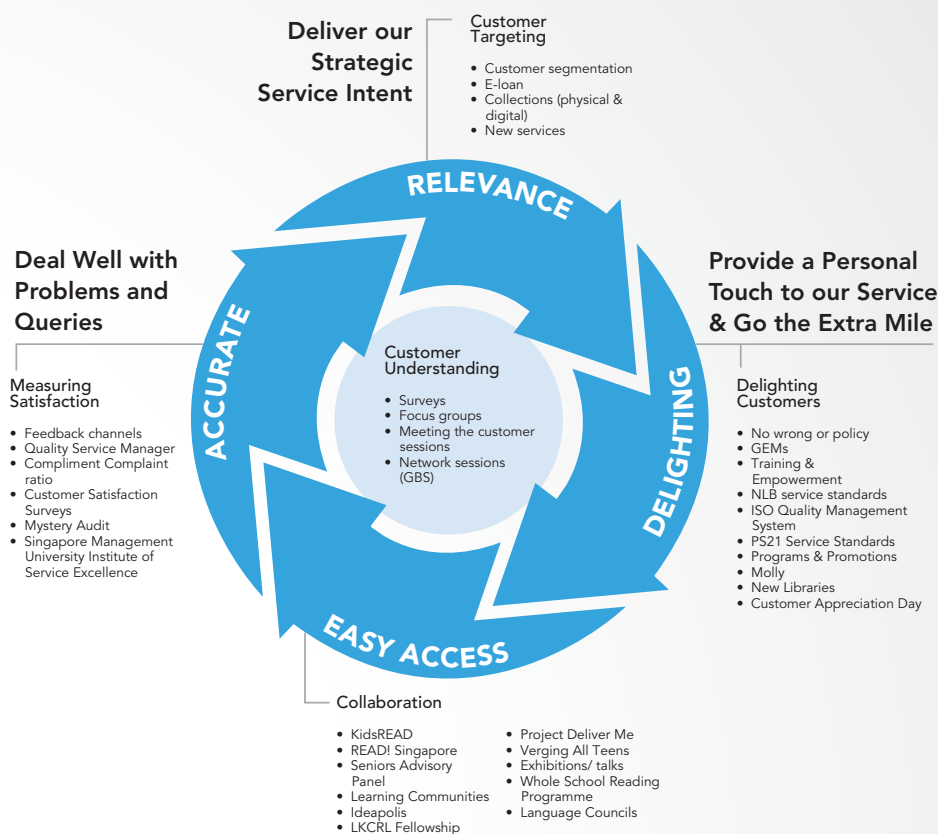 Deliver our
Strategic
Service Intent
Customer
Targeting
• Customer segmentation
• E-loan
• Collections (physical &
digital)
• New services
RELEVANCE
Deal Well with
Problems and
Queries
Measuring
Satisfaction
• Feedback channels
• Quality Service Manager
• Compliment Complaint
ratio
• Customer Satisfaction
Surveys
• Mystery Audit
• Singapore Management
University Institute of
Service Excellence
ACCURATE
Customer
Understanding
• Surveys
• Focus groups
• Meeting the customer
sessions
• Network sessions
(GBS)
DELIGHTING
Provide a Personal
Touch to our Service
& Go the Extra Mile
Delighting
Customers
• No wrong or policy
• GEMs
• Training &
Empowerment
• NLB service standards
• ISO Quality Management
System
• PS21 Service Standards
• Programs & Promotions
• Molly
• New Libraries
• Customer Appreciation Day
EASY ACCESS
Collaboration
• KidsREAD
• READ! Singapore
• Seniors Advisory
Panel
• Learning Communities
• Ideapolis
• LKCRL Fellowship
• Project Deliver Me
• Verging All Teens
• Exhibitions/ talks
• Whole School Reading
Programme
• Language Councils